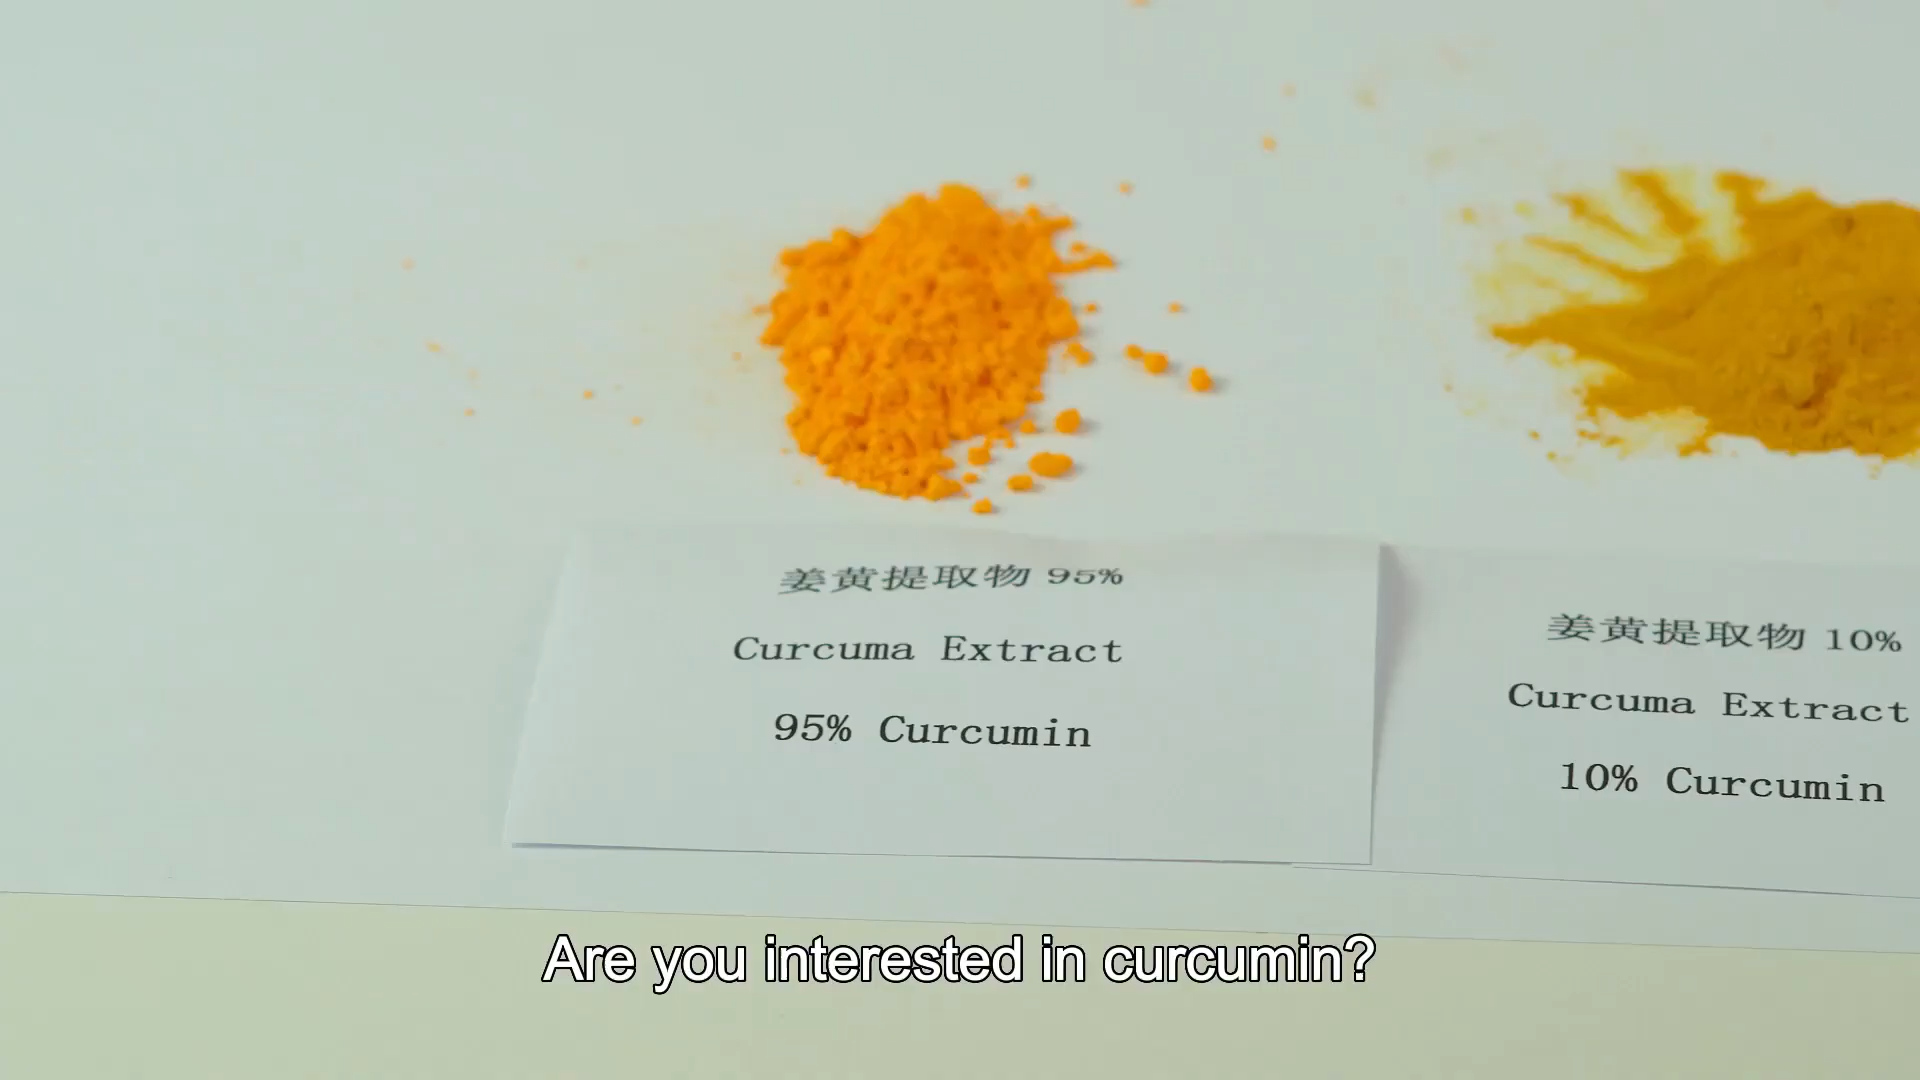 姜黄提取物 95%
Curcuma Extract
95% Curcumin
姜黄提取物 10%
Curcuma Extract
10% Curcumin
Are you interested in curcumin?